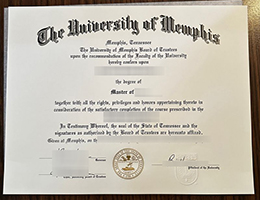 The University of Memphis
Memphis, Tennessee
The University of Memphis Board of Trustees
upon the recommendation of the Faculty of the University
hereby confers upon
the degree of
Master of
together with all the rights, privileges and honors appertaining thereto in
consideration of the satisfactory completion of the course prescribed in the
In Testimony Whereof, the seal of the State of Tennessee and the
signatures as authorized by the Board of Trustees are hereunto affixed.
Given at Memphis, on the